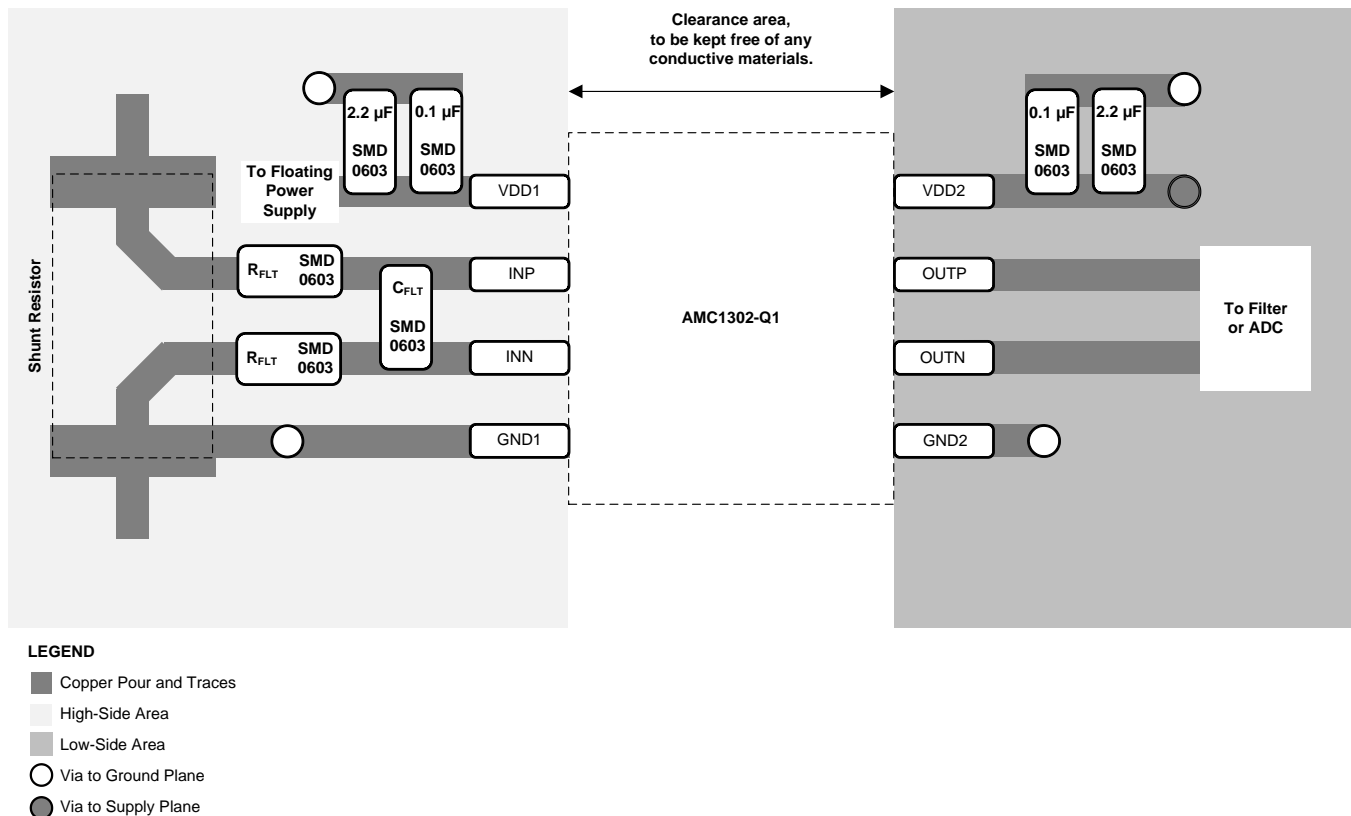 Clearance area,
to be kept free of any
conductive materials.
2.2 µF
SMD
0603
0.1 µF
SMD
0603
0.1 µF
SMD
0603
2.2 µF
SMD
0603
To Floating
Power
Supply
VDD1
VDD2
Shunt Resistor
RFLT
SMD
0603
CFLT
SMD
0603
INP
OUTP
AMC1302-Q1
To Filter
or ADC
RFLT
SMD
0603
INN
OUTN
GND1
GND2
LEGEND
Copper Pour and Traces
High-Side Area
Low-Side Area
Via to Ground Plane
Via to Supply Plane